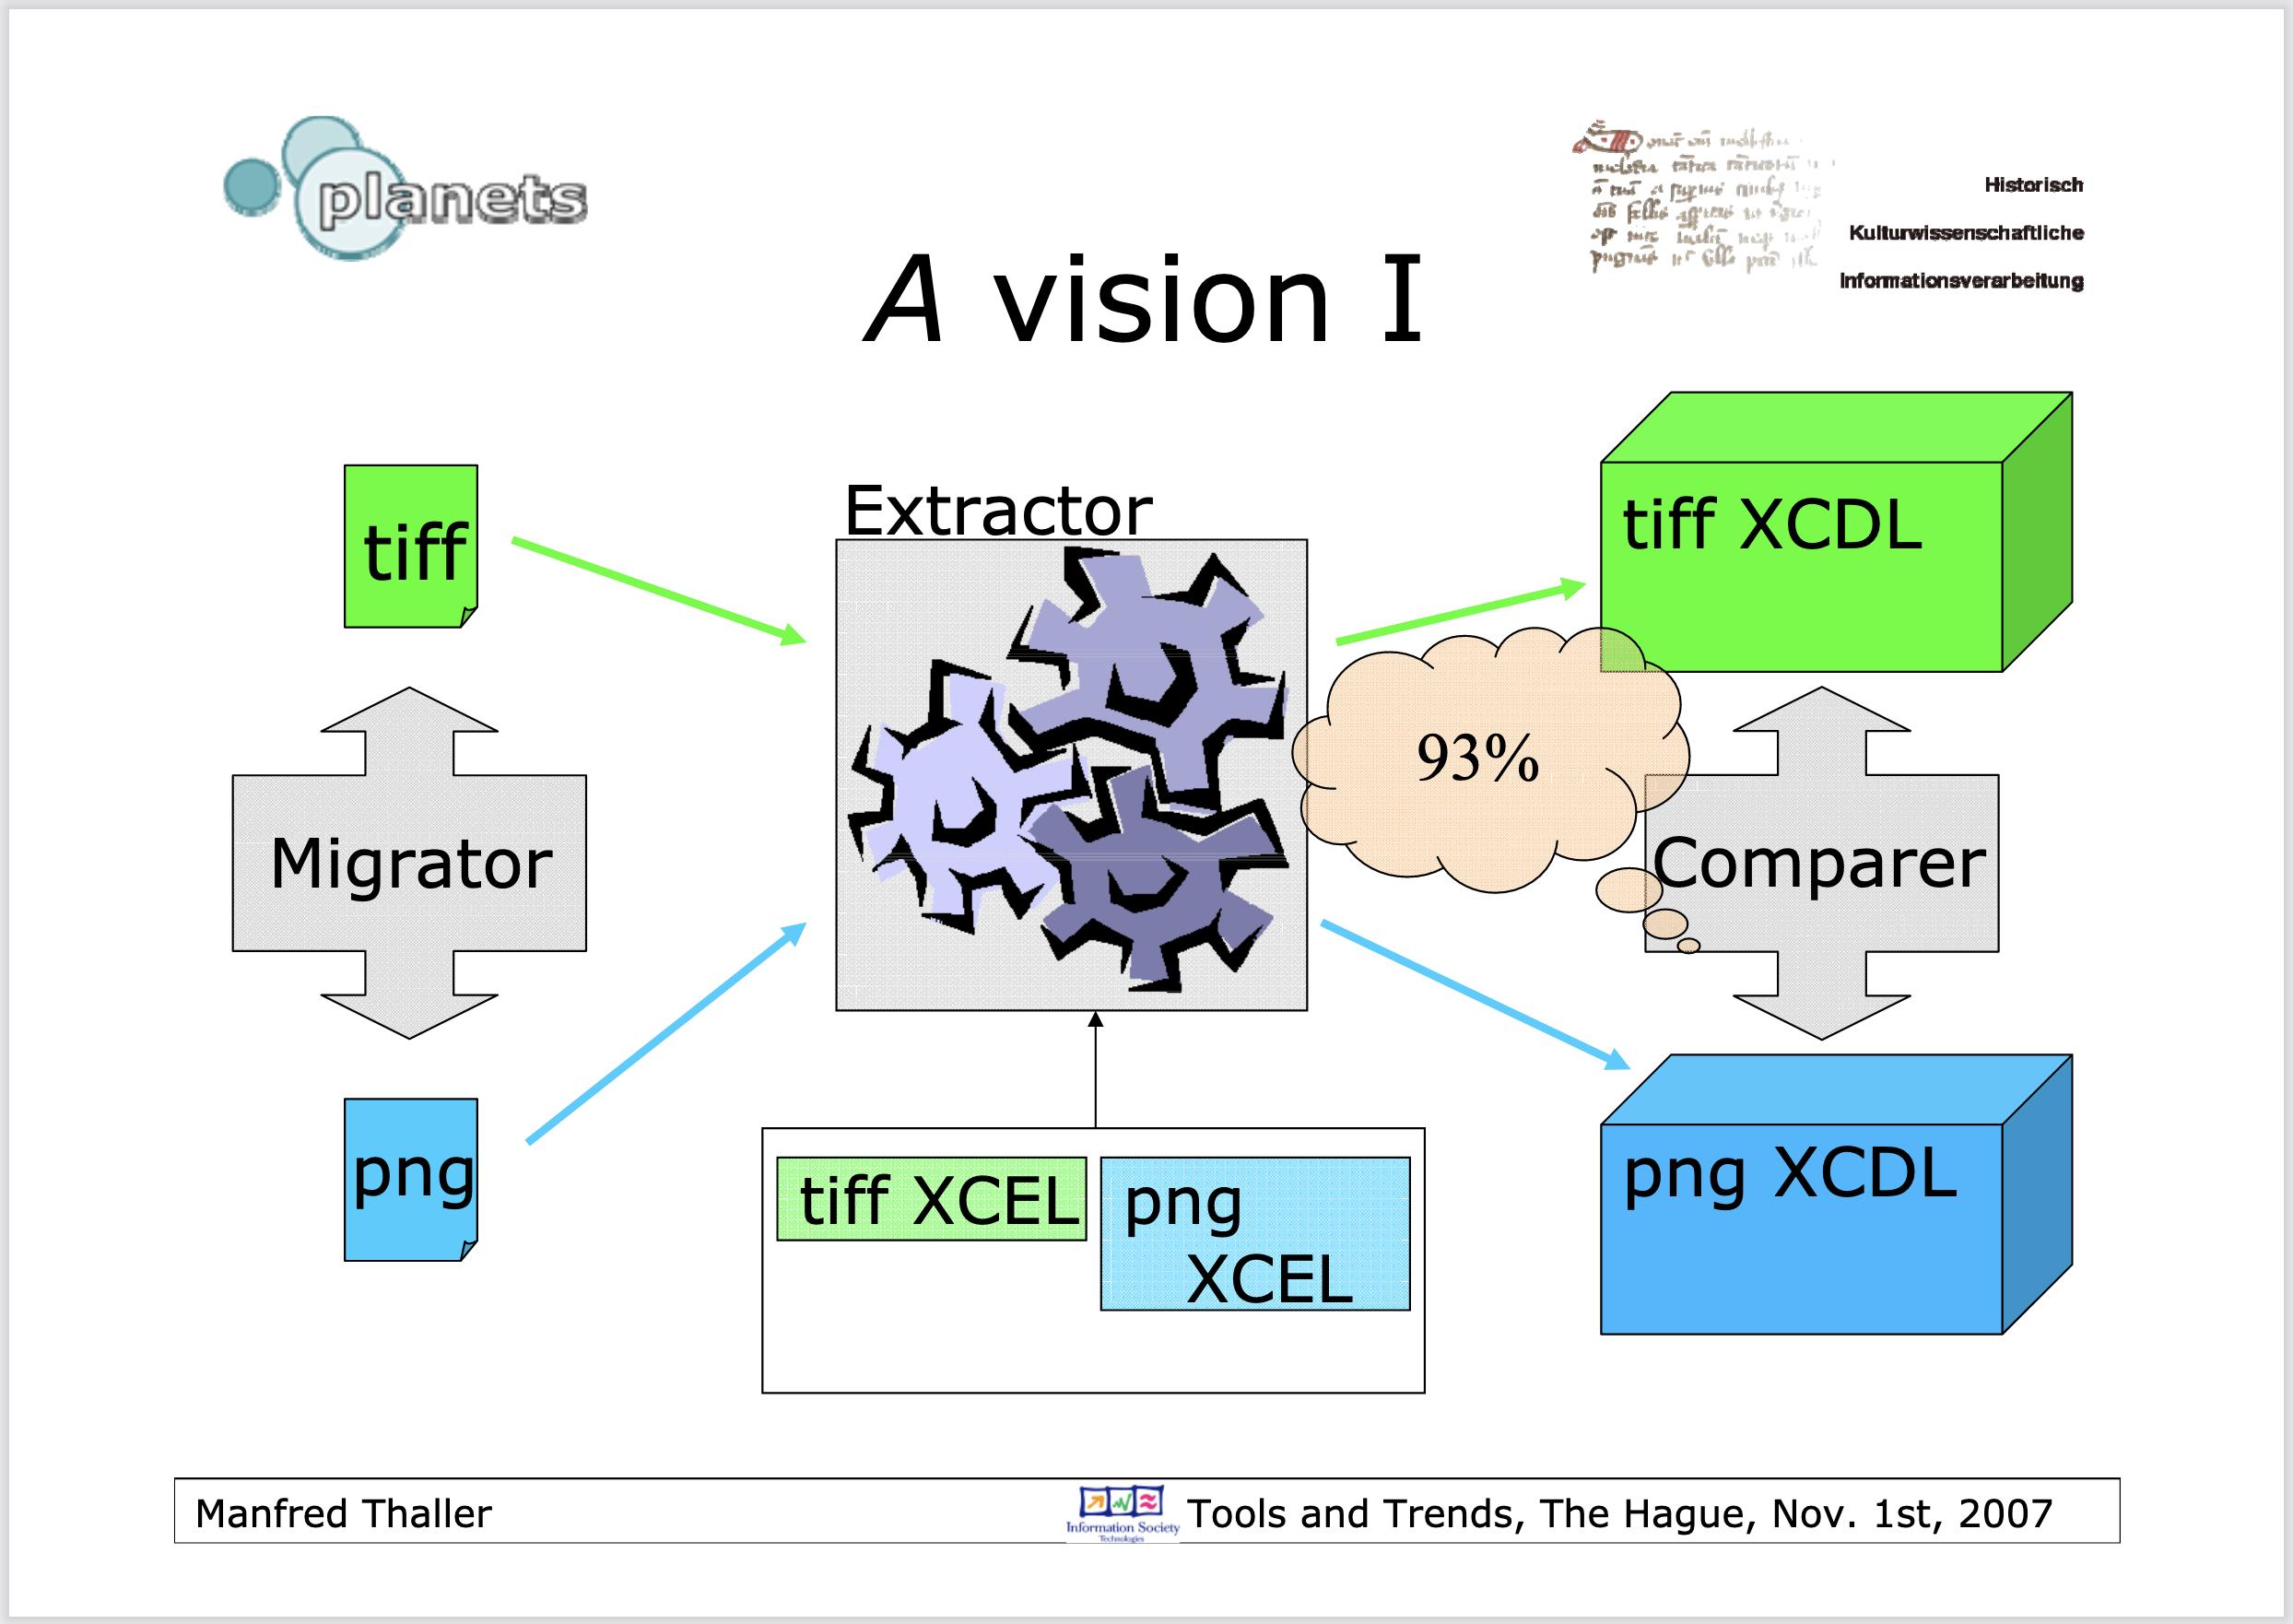 planets
Historisch
Kulturwissenschaftliche
Informationsverarbeitung
A vision I
tiff
Extractor
tiff XCDL
93%
Migrator
Comparer
png
tiff XCEL
png
XCEL
png XCDL
Manfred Thaller
Information Society
Technologies
Tools and Trends, The Hague, Nov. 1st, 2007